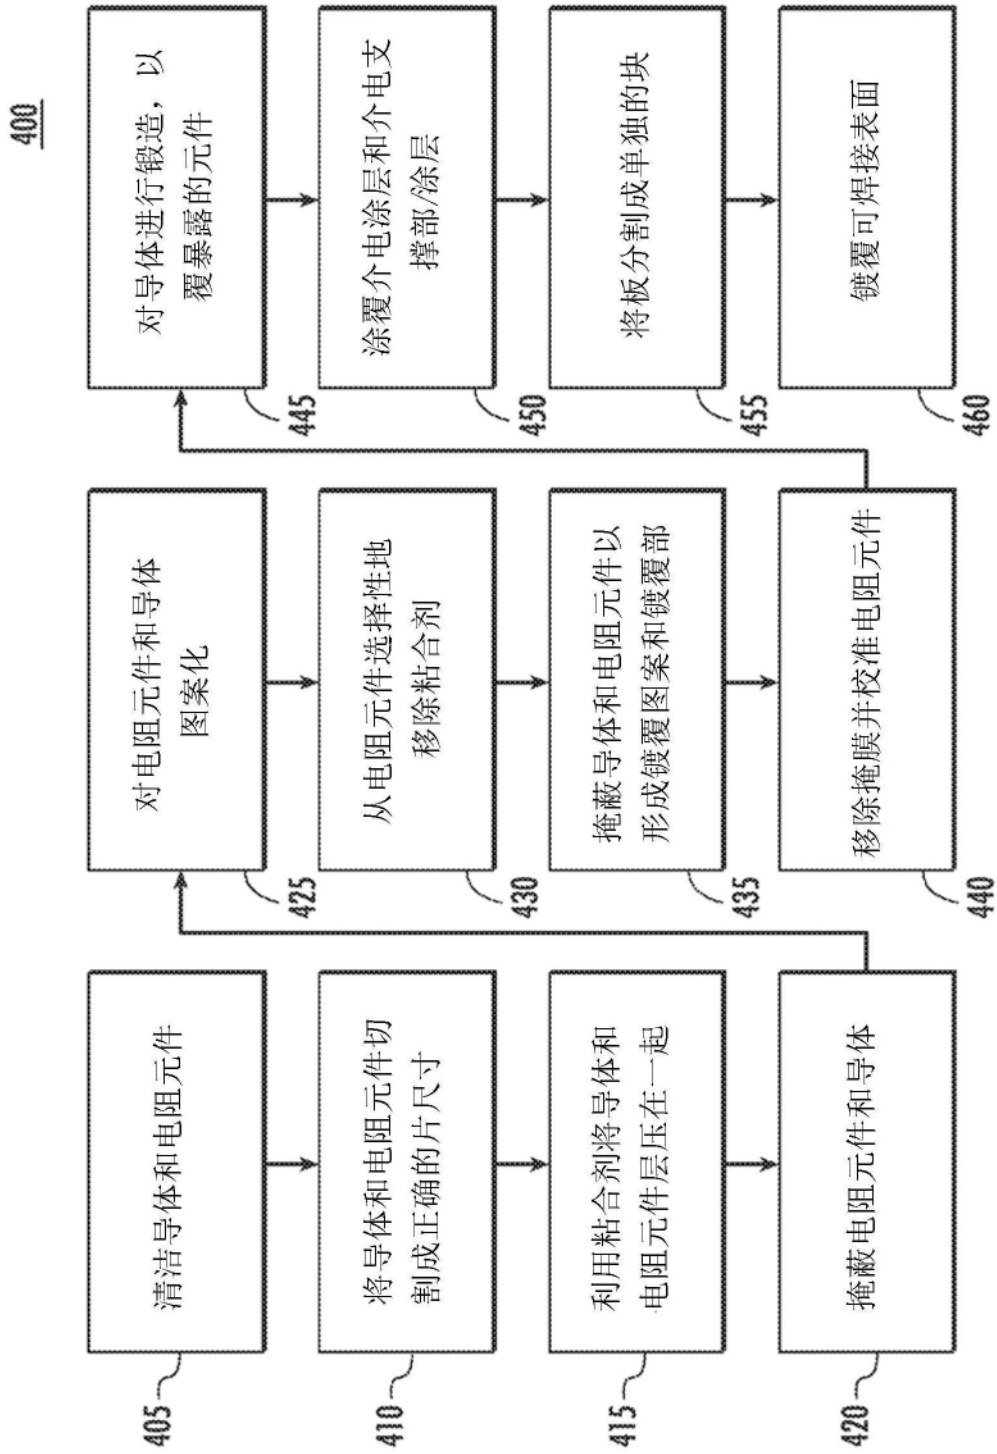 400
405
清洁导体和电阻元件
410
将导体和电阻元件切
割成正确的片尺寸
415
利用粘合剂将导体和
电阻元件层压在一起
420
掩蔽电阻元件和导体
425
对电阻元件和导体
图案化
430
从电阻元件选择性地
移除粘合剂
435
掩蔽导体和电阻元件以
形成镀覆图案和镀覆部
440
移除掩膜并校准电阻元件
445
对导体进行锻造，以
覆暴露的元件
450
涂覆介电涂层和介电支
撑部/涂层
455
将板分割成单独的块
460
镀覆可焊接表面